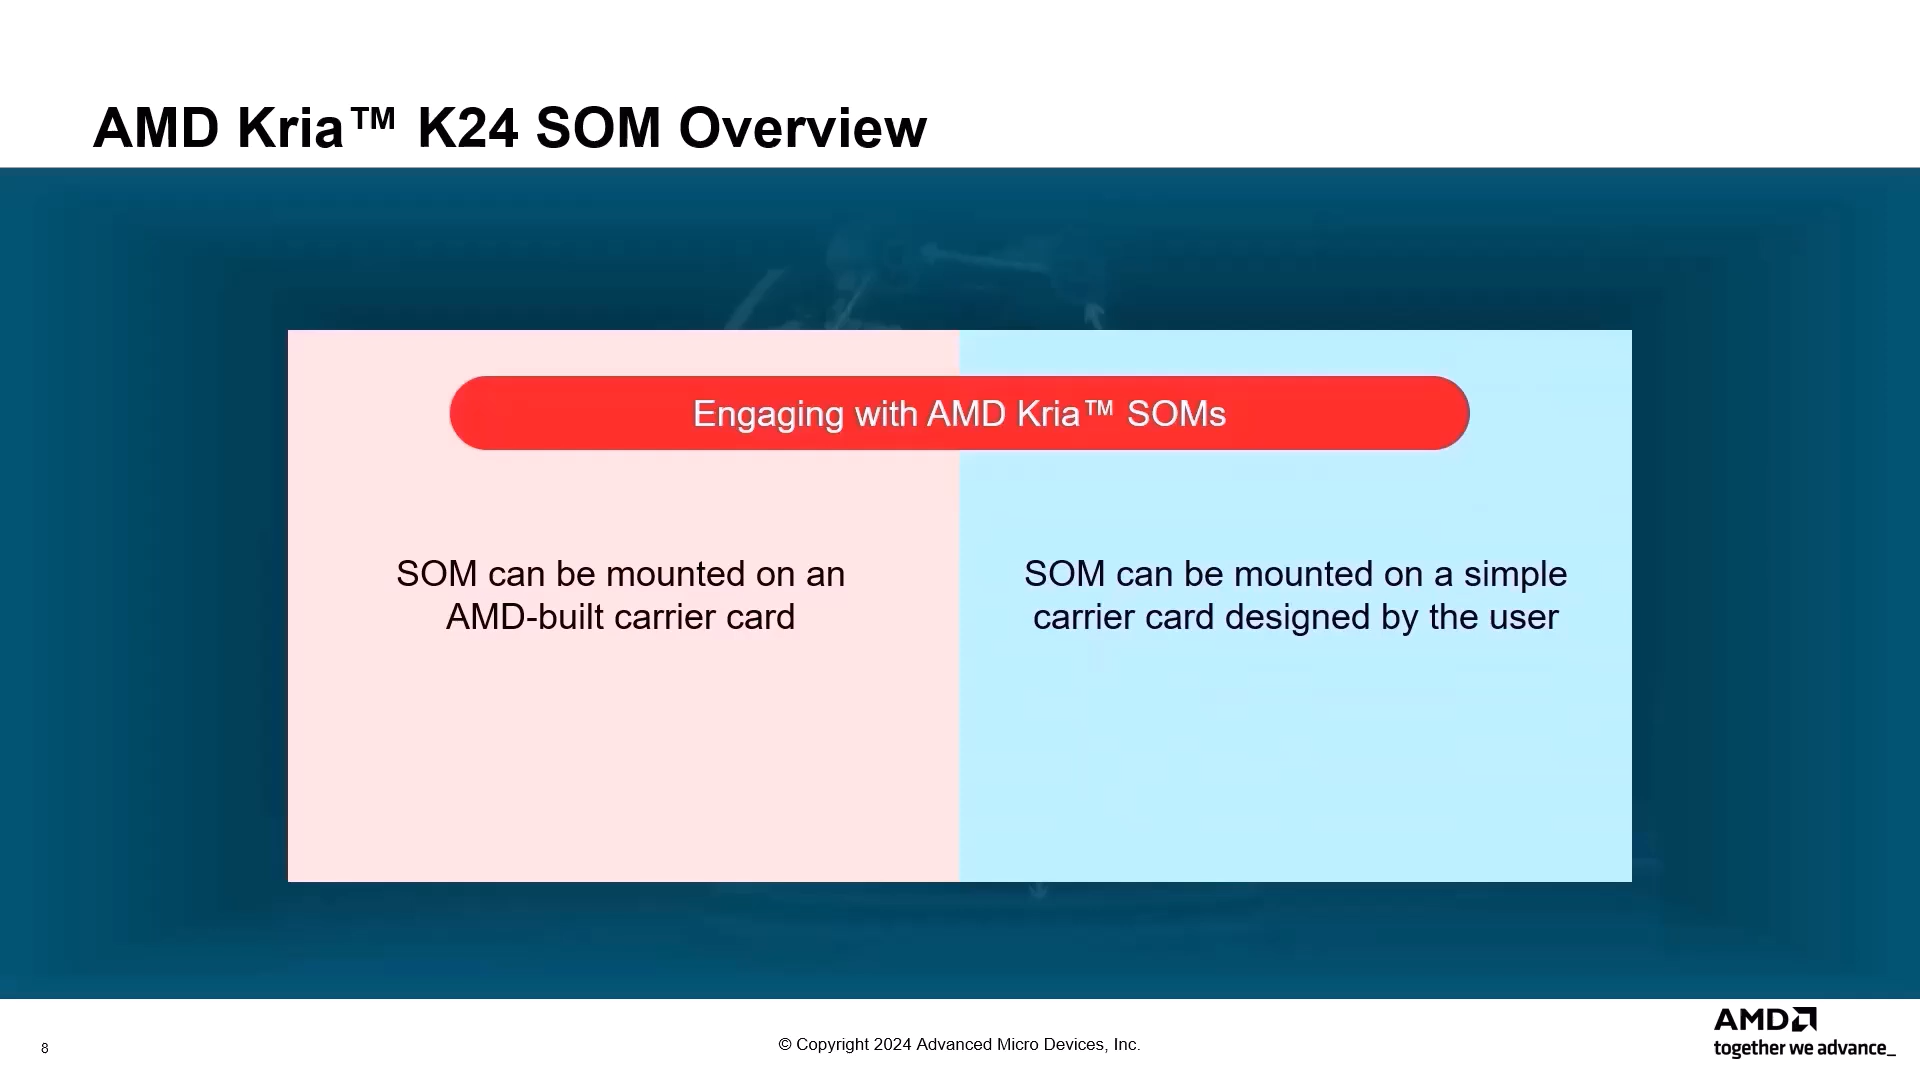 AMD Kria™ K24 SOM Overview
Engaging with AMD Kria™ SOMs
SOM can be mounted on an
AMD-built carrier card
SOM can be mounted on a simple
carrier card designed by the user
8
© Copyright 2024 Advanced Micro Devices, Inc.
AMD
together we advance_